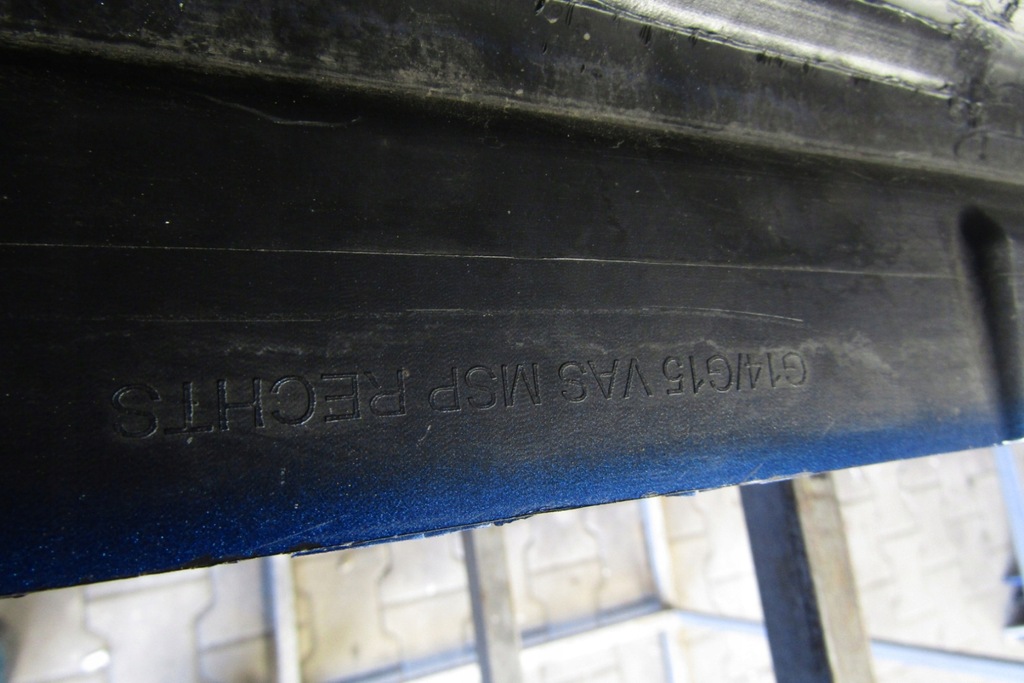 G14/G15 VAS MSP RECHTS